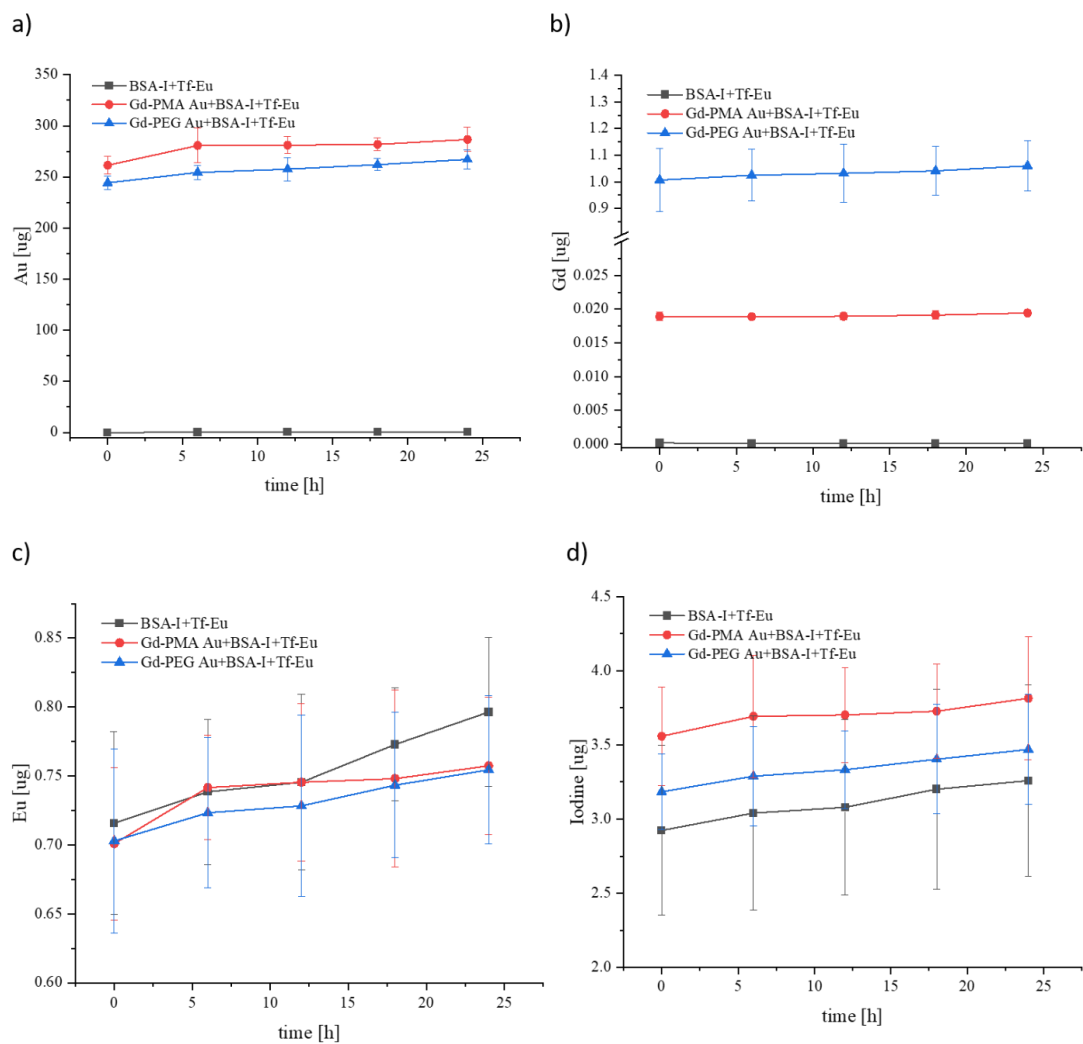 a)
350
300
250
200
150
100
50
0
Au [ug]
BSA-I+Tf-Eu
Gd-PMA Au+BSA-I+Tf-Eu
Gd-PEG Au+BSA-I+Tf-Eu
0 5 10 15 20 25
time [h]
b)
1.4
1.3
1.2
1.1
1.0
0.9
0.025
0.020
0.015
0.010
0.005
0.000
Gd [ug]
BSA-I+Tf-Eu
Gd-PMA Au+BSA-I+Tf-Eu
Gd-PEG Au+BSA-I+Tf-Eu
0 5 10 15 20 25
time [h]
c)
0.85
0.80
0.75
0.70
0.65
0.60
Eu [ug]
BSA-I+Tf-Eu
Gd-PMA Au+BSA-I+Tf-Eu
Gd-PEG Au+BSA-I+Tf-Eu
0 5 10 15 20 25
time [h]
d)
4.5
4.0
3.5
3.0
2.5
2.0
Iodine [ug]
BSA-I+Tf-Eu
Gd-PMA Au+BSA-I+Tf-Eu
Gd-PEG Au+BSA-I+Tf-Eu
0 5 10 15 20 25
time [h]